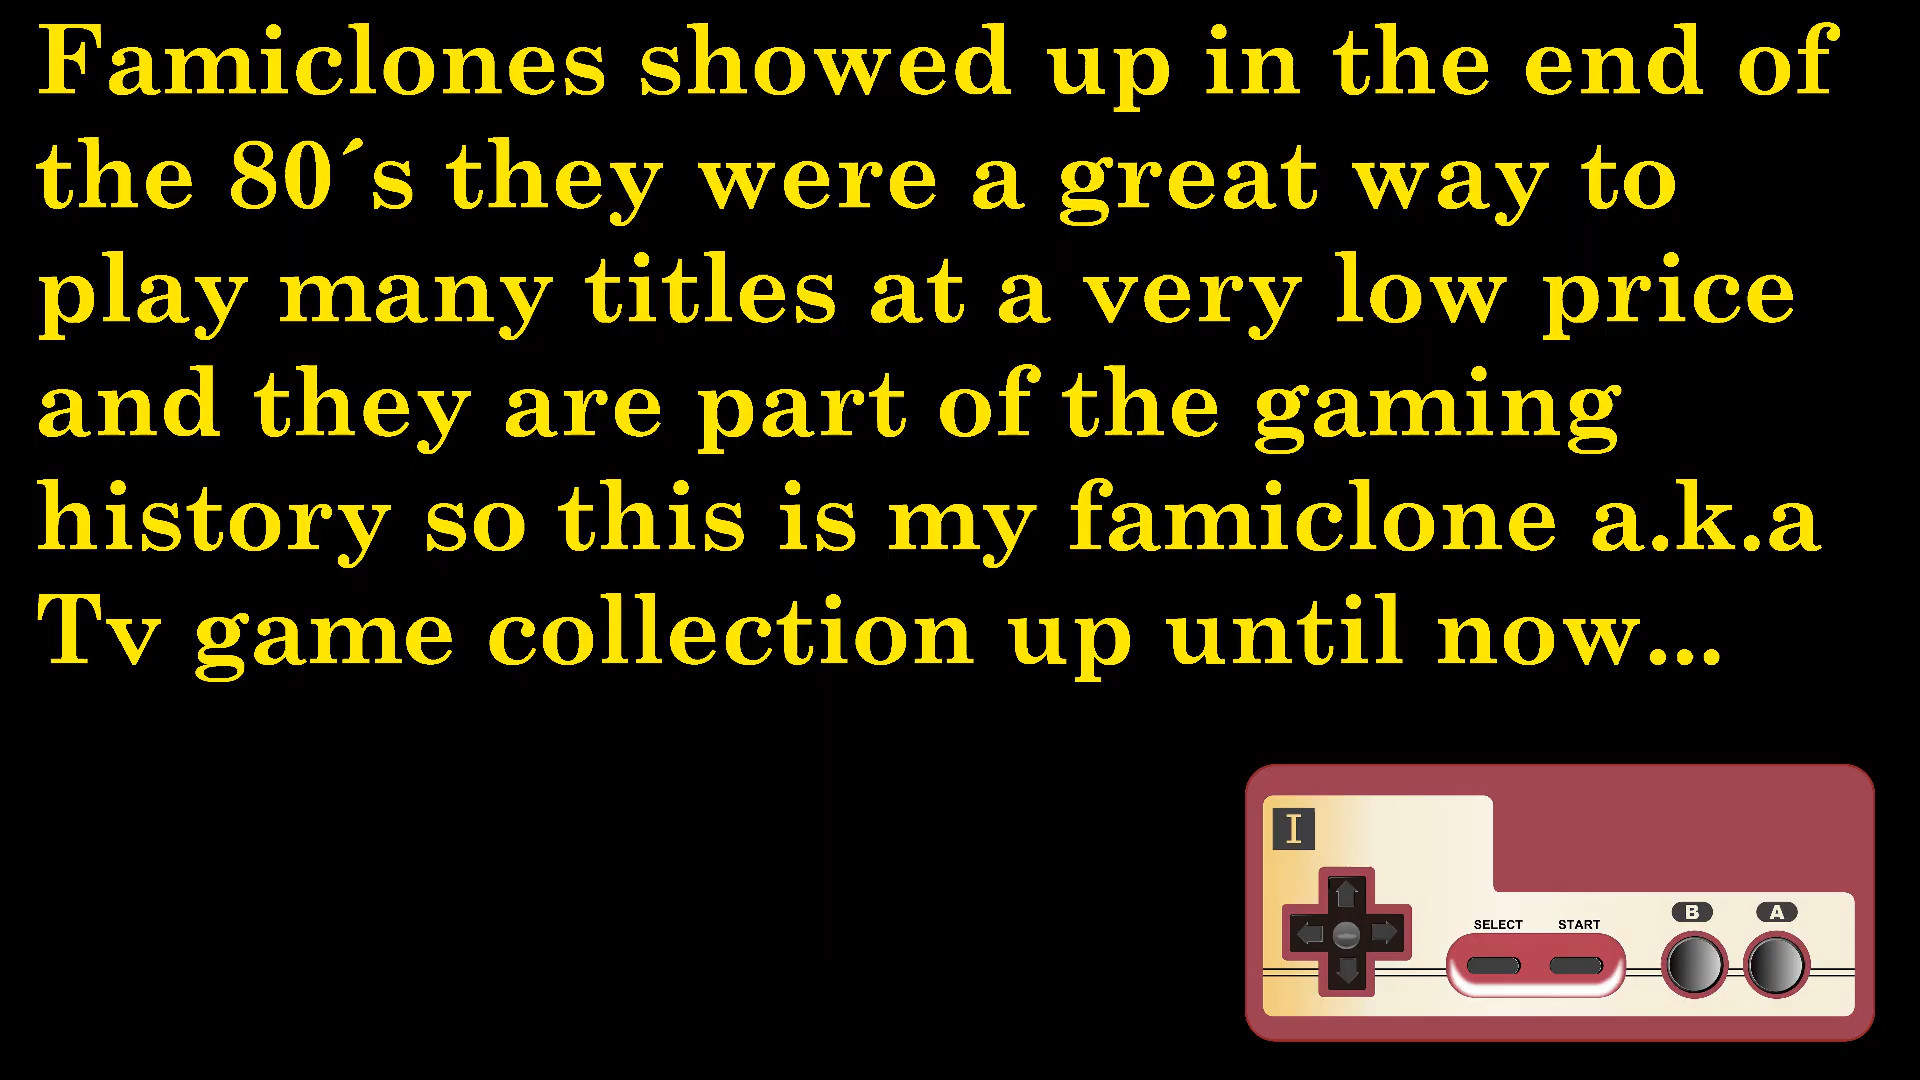 Famiclones showed up in the end of
the 80´s they were a great way to
play many titles at a very low price
and they are part of the gaming
history so this is my famiclone a.k.a
Tv game collection up until now...
I
SELECT START B A